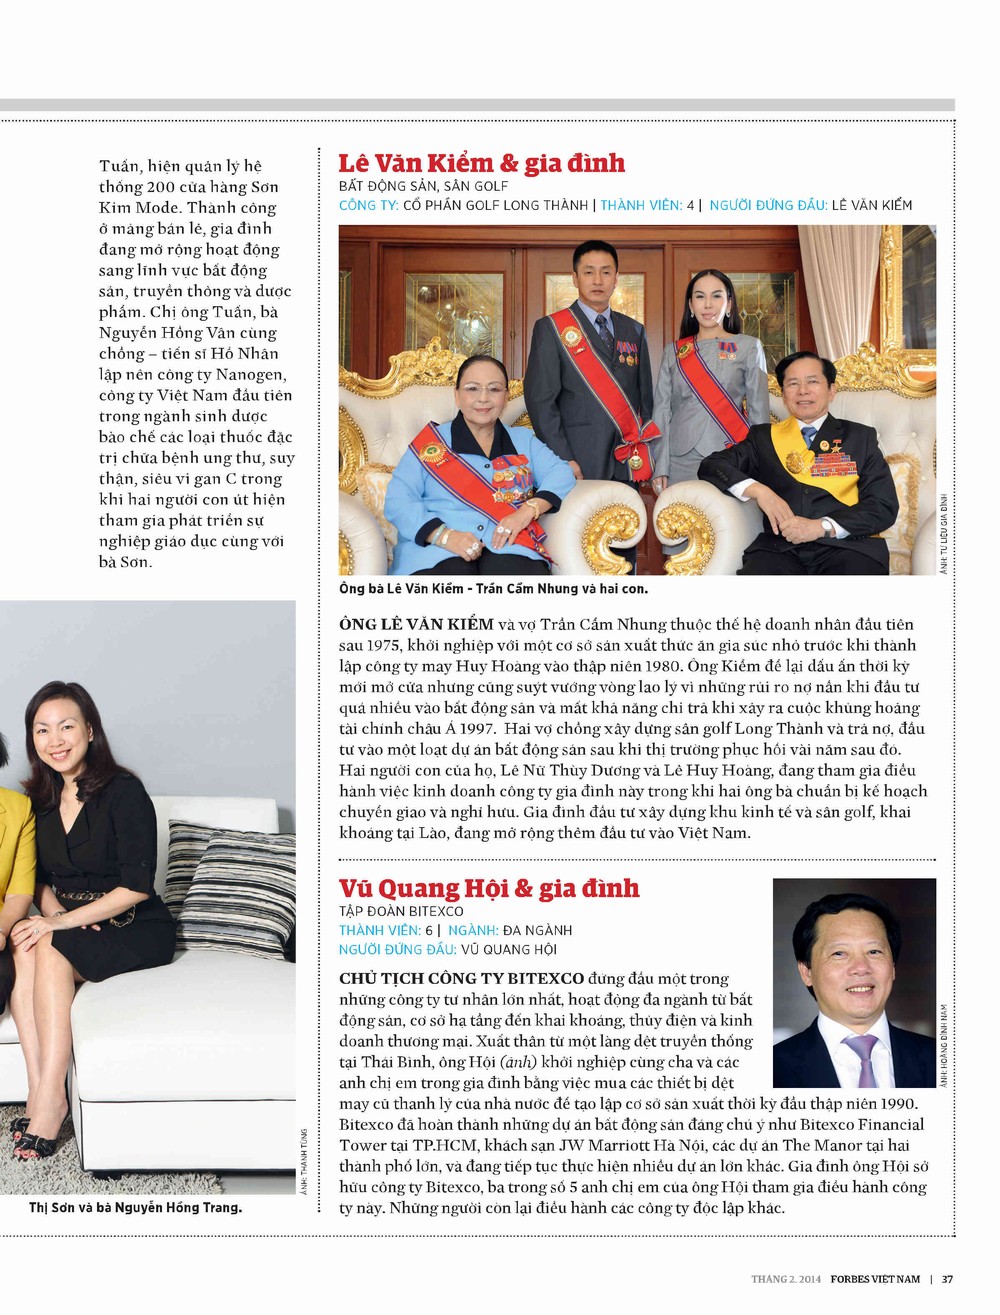 Tuấn, hiện quản lý hệ
thống 200 cửa hàng Sơn
Kim Mode. Thành công
ở mảng bán lẻ, gia đình
đang mở rộng hoạt động
sang lĩnh vực bất động
sản, truyền thông và dược
phẩm. Chị ông Tuấn, bà
Nguyễn Hồng Vân cùng
chồng – tiến sĩ Hồ Nhân
lập nên công ty Nanogen,
công ty Việt Nam đầu tiên
trong ngành sinh dược
bào chế các loại thuốc đặc
trị chữa bệnh ung thư, suy
thận, siêu vi gan C trong
khi hai người con út hiện
tham gia phát triển sự
nghiệp giáo dục cùng với
bà Sơn.
ẢNH: THÀNH TÙNG
Thị Sơn và bà Nguyễn Hồng Trang.
Lê Văn Kiểm & gia đình
BẤT ĐỘNG SẢN, SÂN GOLF
CÔNG TY: CỔ PHẦN GOLF LONG THÀNH | THÀNH VIÊN: 4 | NGƯỜI ĐỨNG ĐẦU: LÊ VĂN KIỂM
ẢNH: TƯ LIỆU GIA ĐÌNH
Ông bà Lê Văn Kiểm - Trần Cẩm Nhung và hai con.
ÔNG LÊ VĂN KIỂM và vợ Trần Cẩm Nhung thuộc thế hệ doanh nhân đầu tiên
sau 1975, khởi nghiệp với một cơ sở sản xuất thức ăn gia súc nhỏ trước khi thành
lập công ty may Huy Hoàng vào thập niên 1980. Ông Kiểm để lại dấu ấn thời kỳ
mới mở cửa nhưng cũng suýt vướng vòng lao lý vì những rủi ro nợ nần khi đầu tư
quá nhiều vào bất động sản và mất khả năng chi trả khi xảy ra cuộc khủng hoảng
tài chính châu Á 1997. Hai vợ chồng xây dựng sân golf Long Thành và trả nợ, đầu
tư vào một loạt dự án bất động sản sau khi thị trường phục hồi vài năm sau đó.
Hai người con của họ, Lê Nữ Thùy Dương và Lê Huy Hoàng, đang tham gia điều
hành việc kinh doanh công ty gia đình này trong khi hai ông bà chuẩn bị kế hoạch
chuyển giao và nghỉ hưu. Gia đình đầu tư xây dựng khu kinh tế và sân golf, khai
khoáng tại Lào, đang mở rộng thêm đầu tư vào Việt Nam.
Vũ Quang Hội & gia đình
TẬP ĐOÀN BITEXCO
THÀNH VIÊN: 6 | NGÀNH: ĐA NGÀNH
NGƯỜI ĐỨNG ĐẦU: VŨ QUANG HỘI
CHỦ TỊCH CÔNG TY BITEXCO đứng đầu một trong
những công ty tư nhân lớn nhất, hoạt động đa ngành từ bất
động sản, cơ sở hạ tầng đến khai khoáng, thủy điện và kinh
doanh thương mại. Xuất thân từ một làng dệt truyền thống
tại Thái Bình, ông Hội (ảnh) khởi nghiệp cùng cha và các
anh chị em trong gia đình bằng việc mua các thiết bị dệt
may cũ thanh lý của nhà nước để tạo lập cơ sở sản xuất thời kỳ đầu thập niên 1990.
Bitexco đã hoàn thành những dự án bất động sản đáng chú ý như Bitexco Financial
Tower tại TP.HCM, khách sạn JW Marriott Hà Nội, các dự án The Manor tại hai
thành phố lớn, và đang tiếp tục thực hiện nhiều dự án lớn khác. Gia đình ông Hội sở
hữu công ty Bitexco, ba trong số 5 anh chị em của ông Hội tham gia điều hành công
ty này. Những người còn lại điều hành các công ty độc lập khác.
ẢNH: HOÀNG ĐÌNH NAM
THÁNG 2. 2014 FORBES VIỆT NAM | 37